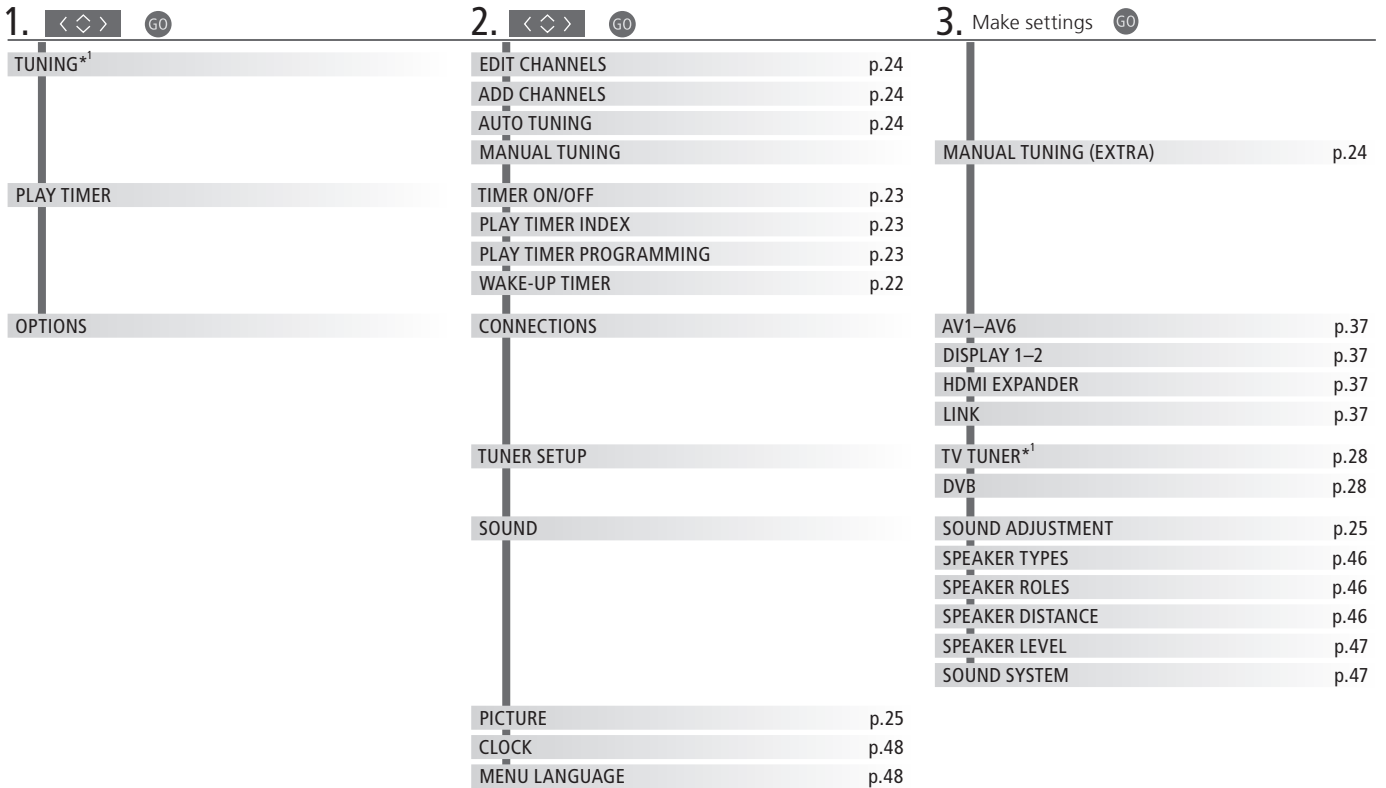 1. GO
2. GO
3. Make settings GO
TUNING*1
EDIT CHANNELS p.24
ADD CHANNELS p.24
AUTO TUNING p.24
MANUAL TUNING
MANUAL TUNING (EXTRA) p.24
PLAY TIMER
TIMER ON/OFF p.23
PLAY TIMER INDEX p.23
PLAY TIMER PROGRAMMING p.23
WAKE-UP TIMER p.22
OPTIONS
CONNECTIONS
AV1–AV6 p.37
DISPLAY 1–2 p.37
HDMI EXPANDER p.37
LINK p.37
TUNER SETUP
TV TUNER*1 p.28
DVB p.28
SOUND
SOUND ADJUSTMENT p.25
SPEAKER TYPES p.46
SPEAKER ROLES p.46
SPEAKER DISTANCE p.46
SPEAKER LEVEL p.47
SOUND SYSTEM p.47
PICTURE p.25
CLOCK p.48
MENU LANGUAGE p.48